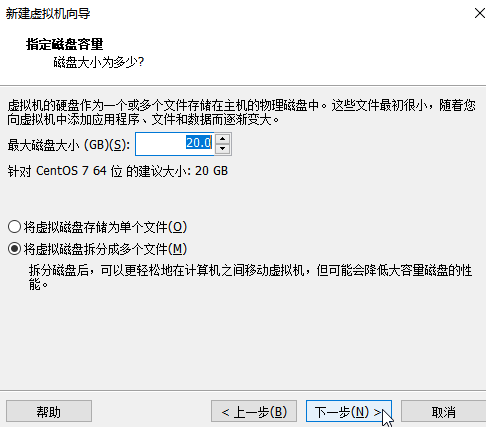 新建虚拟机向导
指定磁盘容量
磁盘大小为多少?
虚拟机的硬盘作为一个或多个文件存储在主机的物理磁盘中。这些文件最初很小，随着您
向虚拟机中添加应用程序、文件和数据而逐渐变大。
最大磁盘大小 (GB)(S): 20.0
针对 CentOS 7 64 位 的建议大小: 20 GB
将虚拟磁盘存储为单个文件(O)
将虚拟磁盘拆分成多个文件(M)
拆分磁盘后，可以更轻松地在计算机之间移动虚拟机，但可能会降低大容量磁盘的性
能。
帮助 < 上一步(B) 下一步(N) > 取消